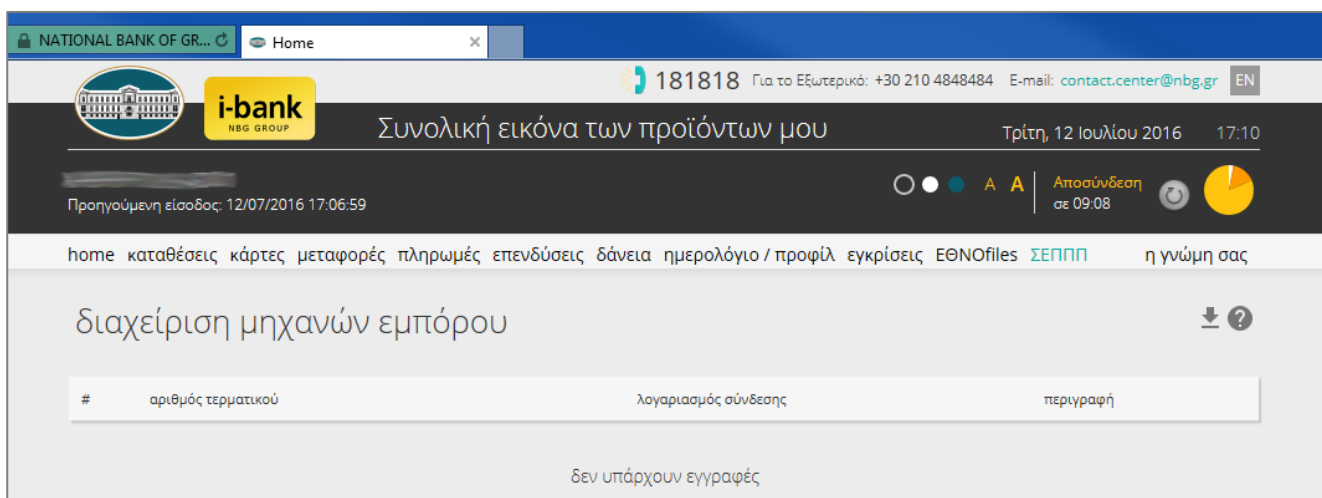 NATIONAL BANK OF GR... Home
181818 Για το Εξωτερικό: +30 210 4848484 E-mail: contact.center@nbg.gr EN
i-bank
NBG GROUP
Συνολική εικόνα των προϊόντων μου Τρίτη, 12 Ιουλίου 2016 17:10
Α Α Αποσύνδεση
σε 09:08
Προηγούμενη είσοδος: 12/07/2016 17:06:59
home καταθέσεις κάρτες μεταφορές πληρωμές επενδύσεις δάνεια ημερολόγιο / προφίλ εγκρίσεις ΕΘΝΟfiles ΣΕΠΠΠ η γνώμη σας
διαχείριση μηχανών εμπόρου
# αριθμός τερματικού λογαριασμός σύνδεσης περιγραφή
δεν υπάρχουν εγγραφές